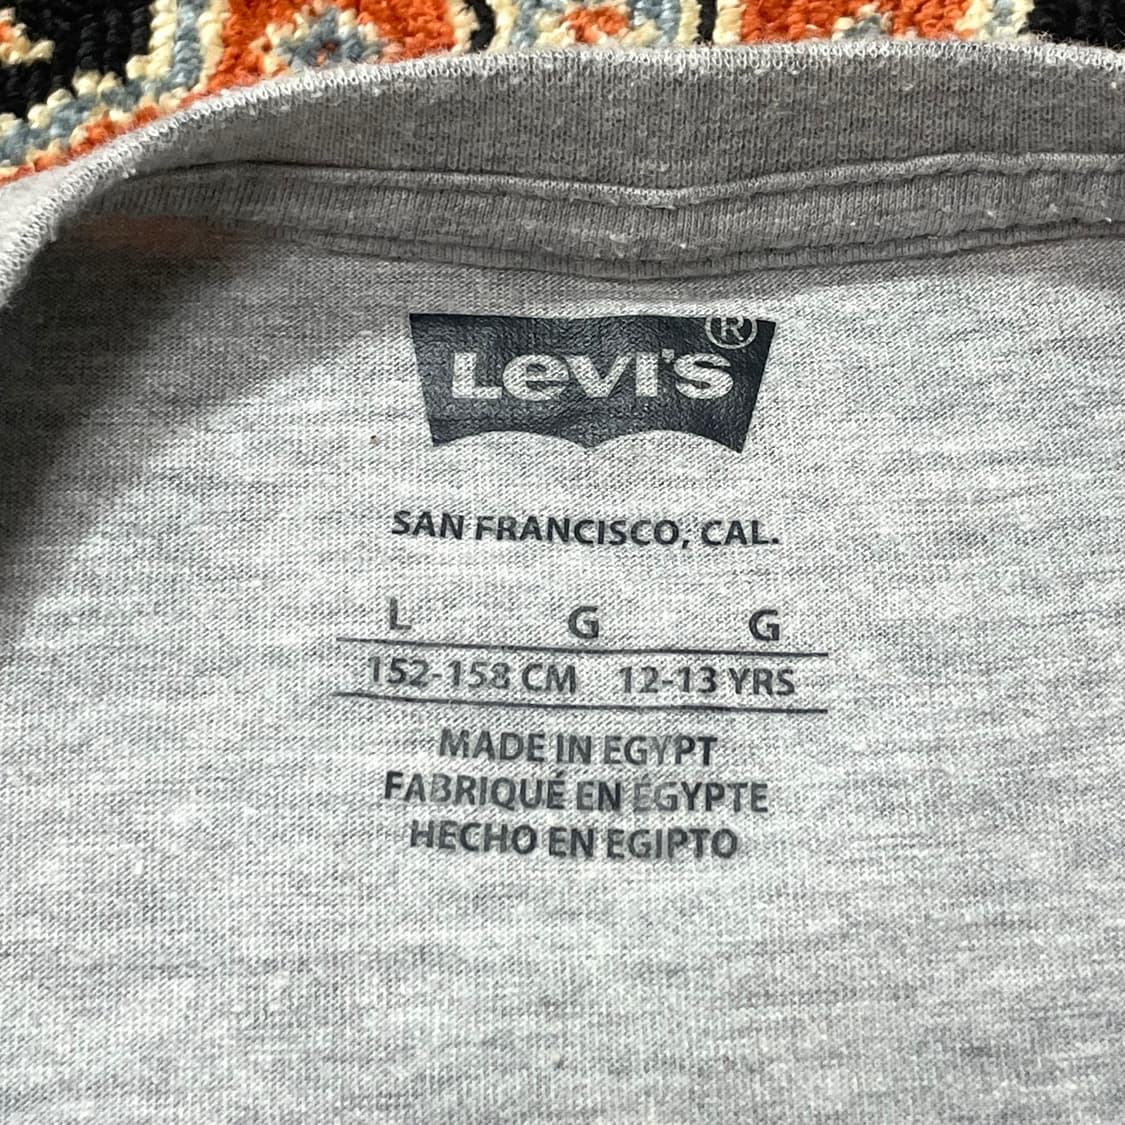 LEVI'S®
SAN FRANCISCO, CAL.
L G G
152-158 CM 12-13 YRS
MADE IN EGYPT
FABRIQUÉ EN ÉGYPTE
HECHO EN EGIPTO